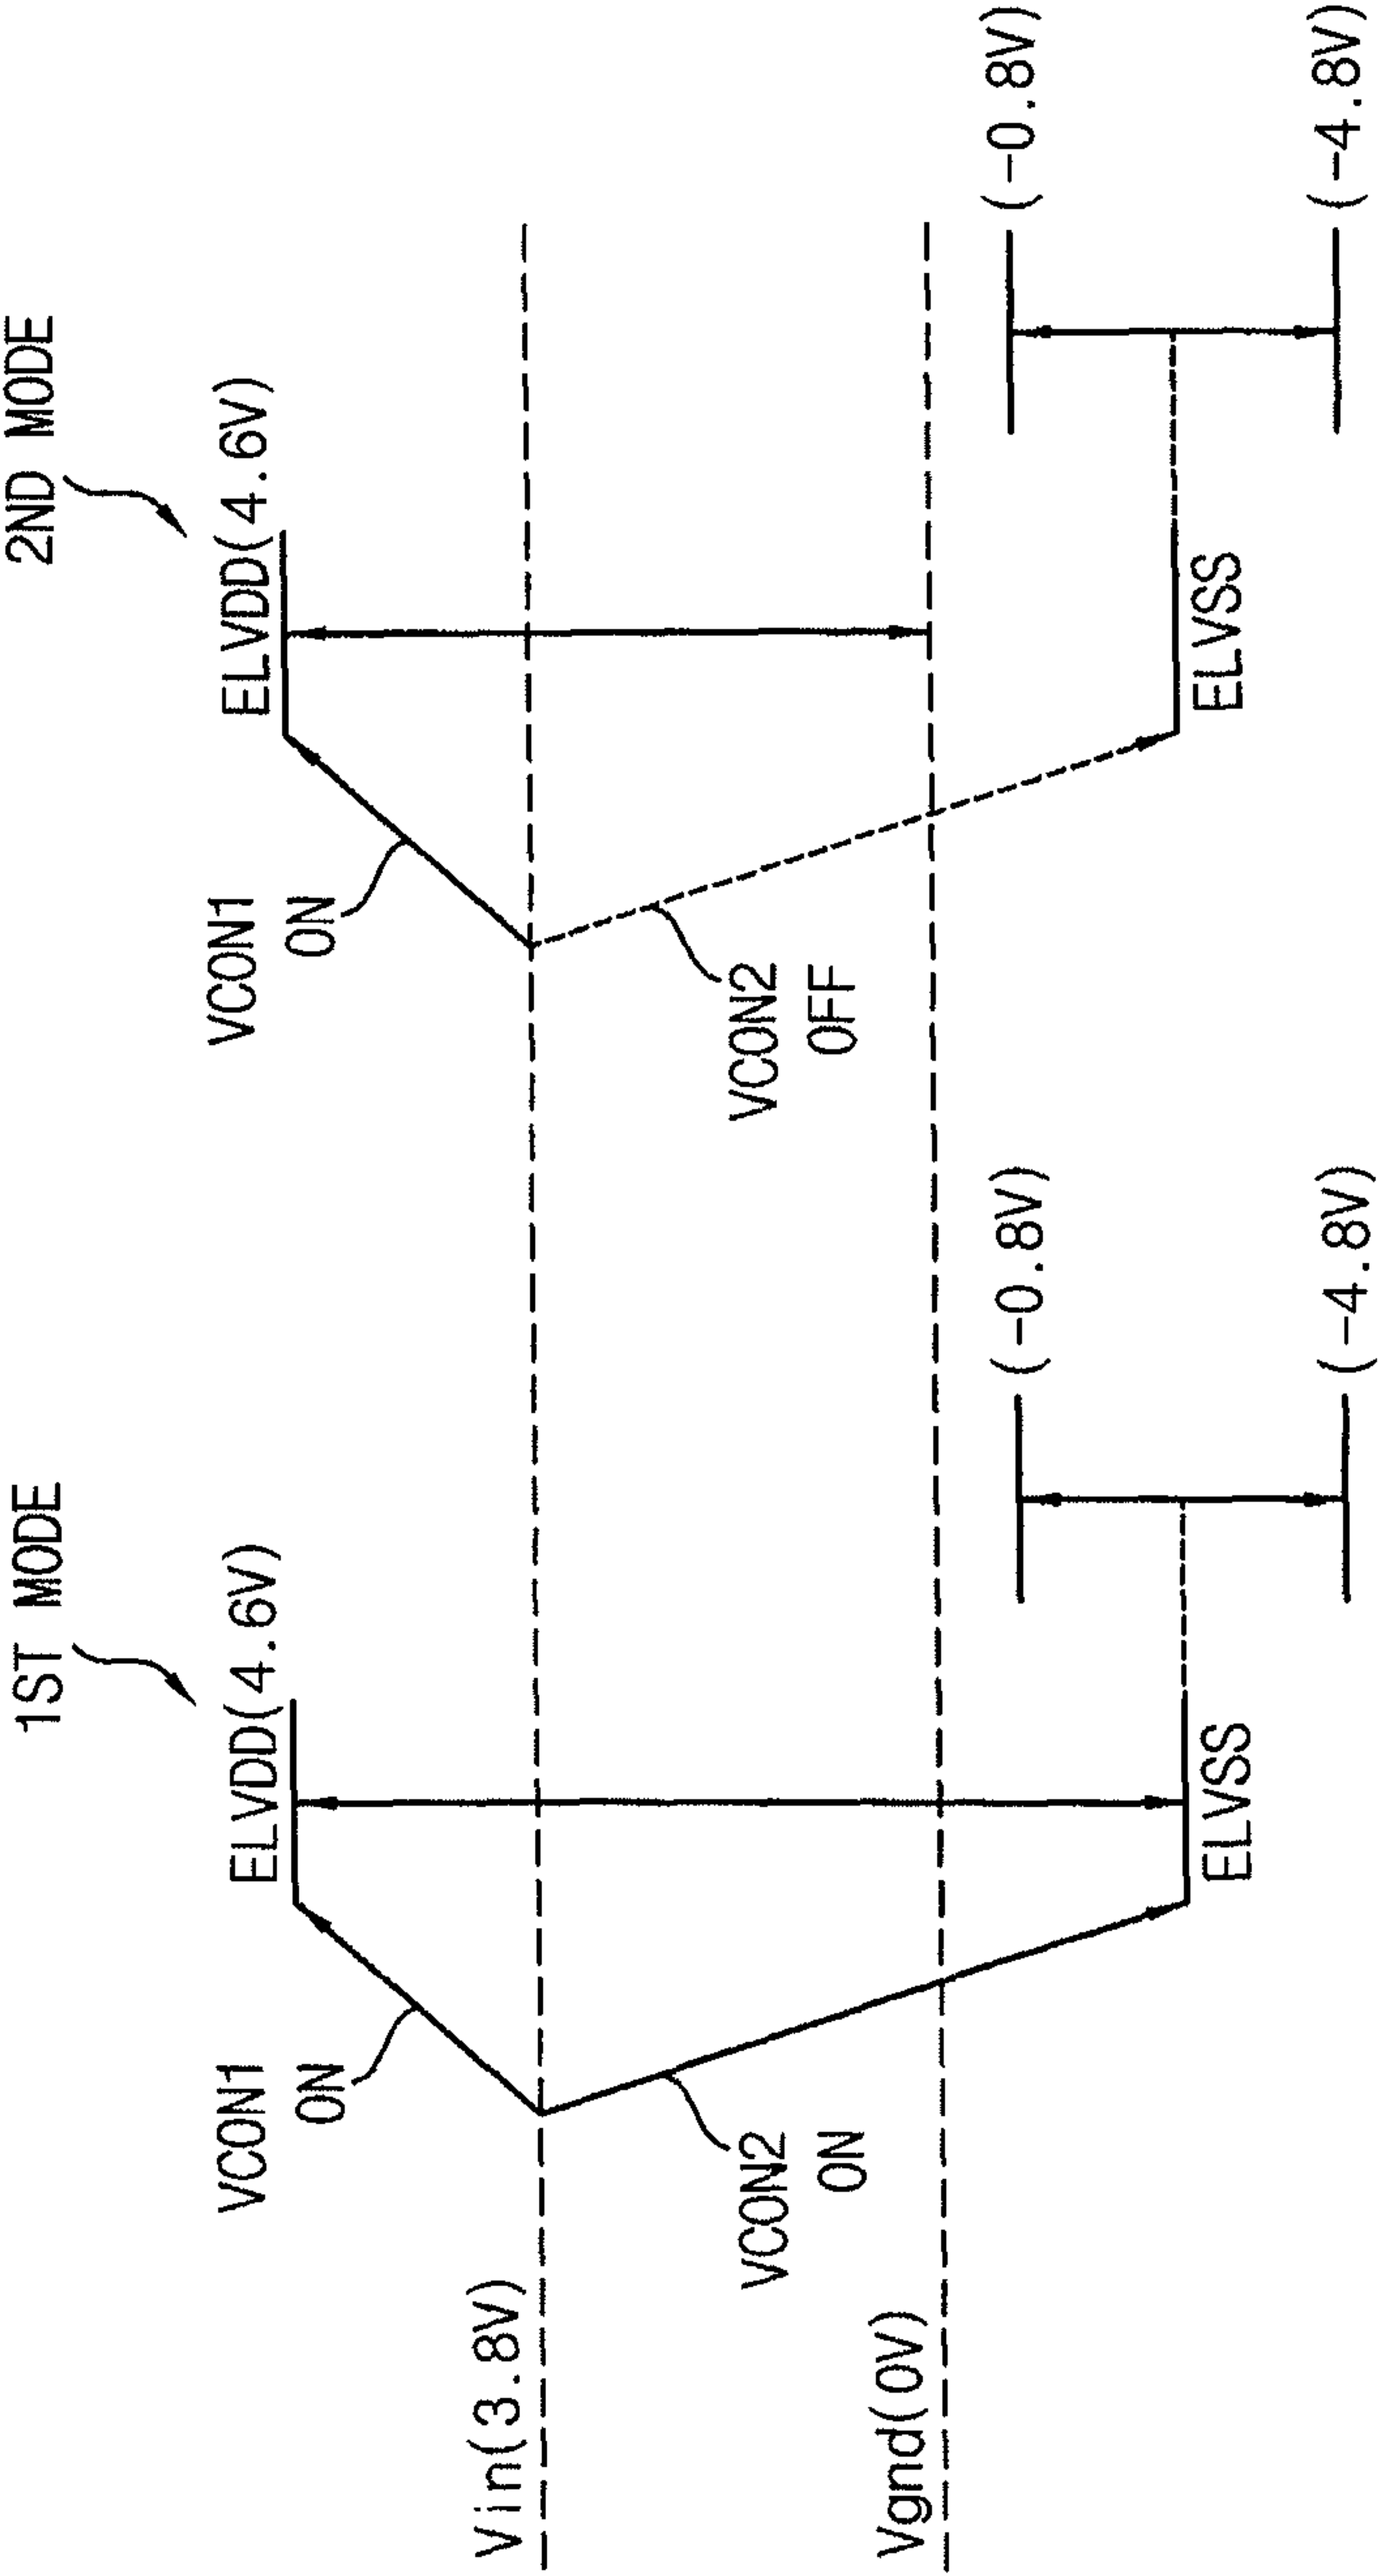 1ST MODE
ELVDD(4.6V)
VCON1
ON
Vin(3.8V)
VCON2
ON
Vgnd(0V)
ELVSS
(-0.8V)
(-4.8V)
2ND MODE
ELVDD(4.6V)
VCON1
ON
VCON2
OFF
ELVSS
(-0.8V)
(-4.8V)